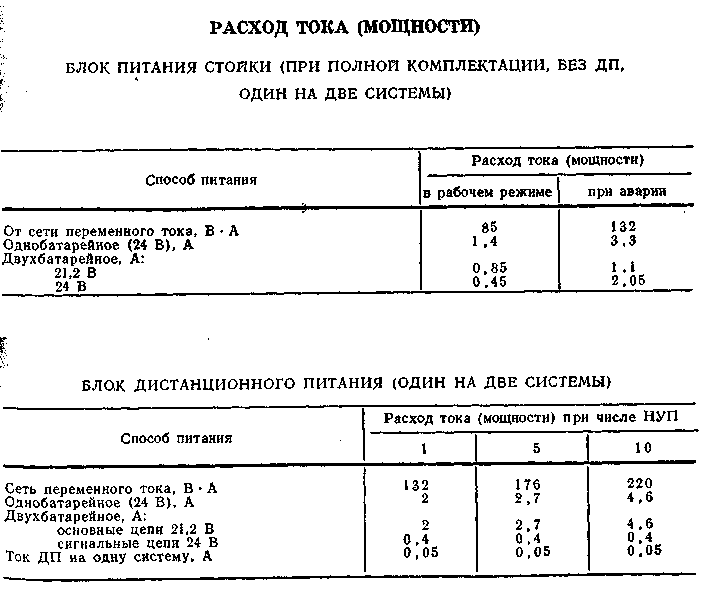 РАСХОД ТОКА (МОЩНОСТИ)
БЛОК ПИТАНИЯ СТОЙКИ (ПРИ ПОЛНОЙ КОМПЛЕКТАЦИИ, БЕЗ ДП,
ОДИН НА ДВЕ СИСТЕМЫ)
Способ питания
Расход тока (мощности)
в рабочем режиме при аварии
От сети переменного тока, В · А 85 132
Однобатарейное (24 В), А 1,4 3,3
Двухбатарейное, А:
21,2 В 0,85 1,1
24 В 0,45 2,05
БЛОК ДИСТАНЦИОННОГО ПИТАНИЯ (ОДИН НА ДВЕ СИСТЕМЫ)
Способ питания
Расход тока (мощности) при числе НУП
1 5 10
Сеть переменного тока, В · А 132 176 220
Однобатарейное (24 В), А 2 2,7 4,6
Двухбатарейное, А:
основные цепи 21,2 В 2 2,7 4,6
сигнальные цепи 24 В 0,4 0,4 0,4
Ток ДП на одну систему, А 0,05 0,05 0,05